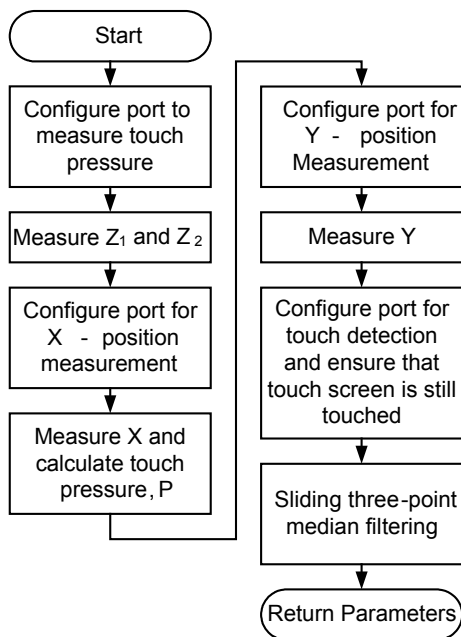 Start
Configure port to
measure touch
pressure
Measure Z₁ and Z₂
Configure port for
X - position
measurement
Measure X and
calculate touch
pressure, P
Configure port for
Y - position
Measurement
Measure Y
Configure port for
touch detection
and ensure that
touch screen is still
touched
Sliding three-point
median filtering
Return Parameters